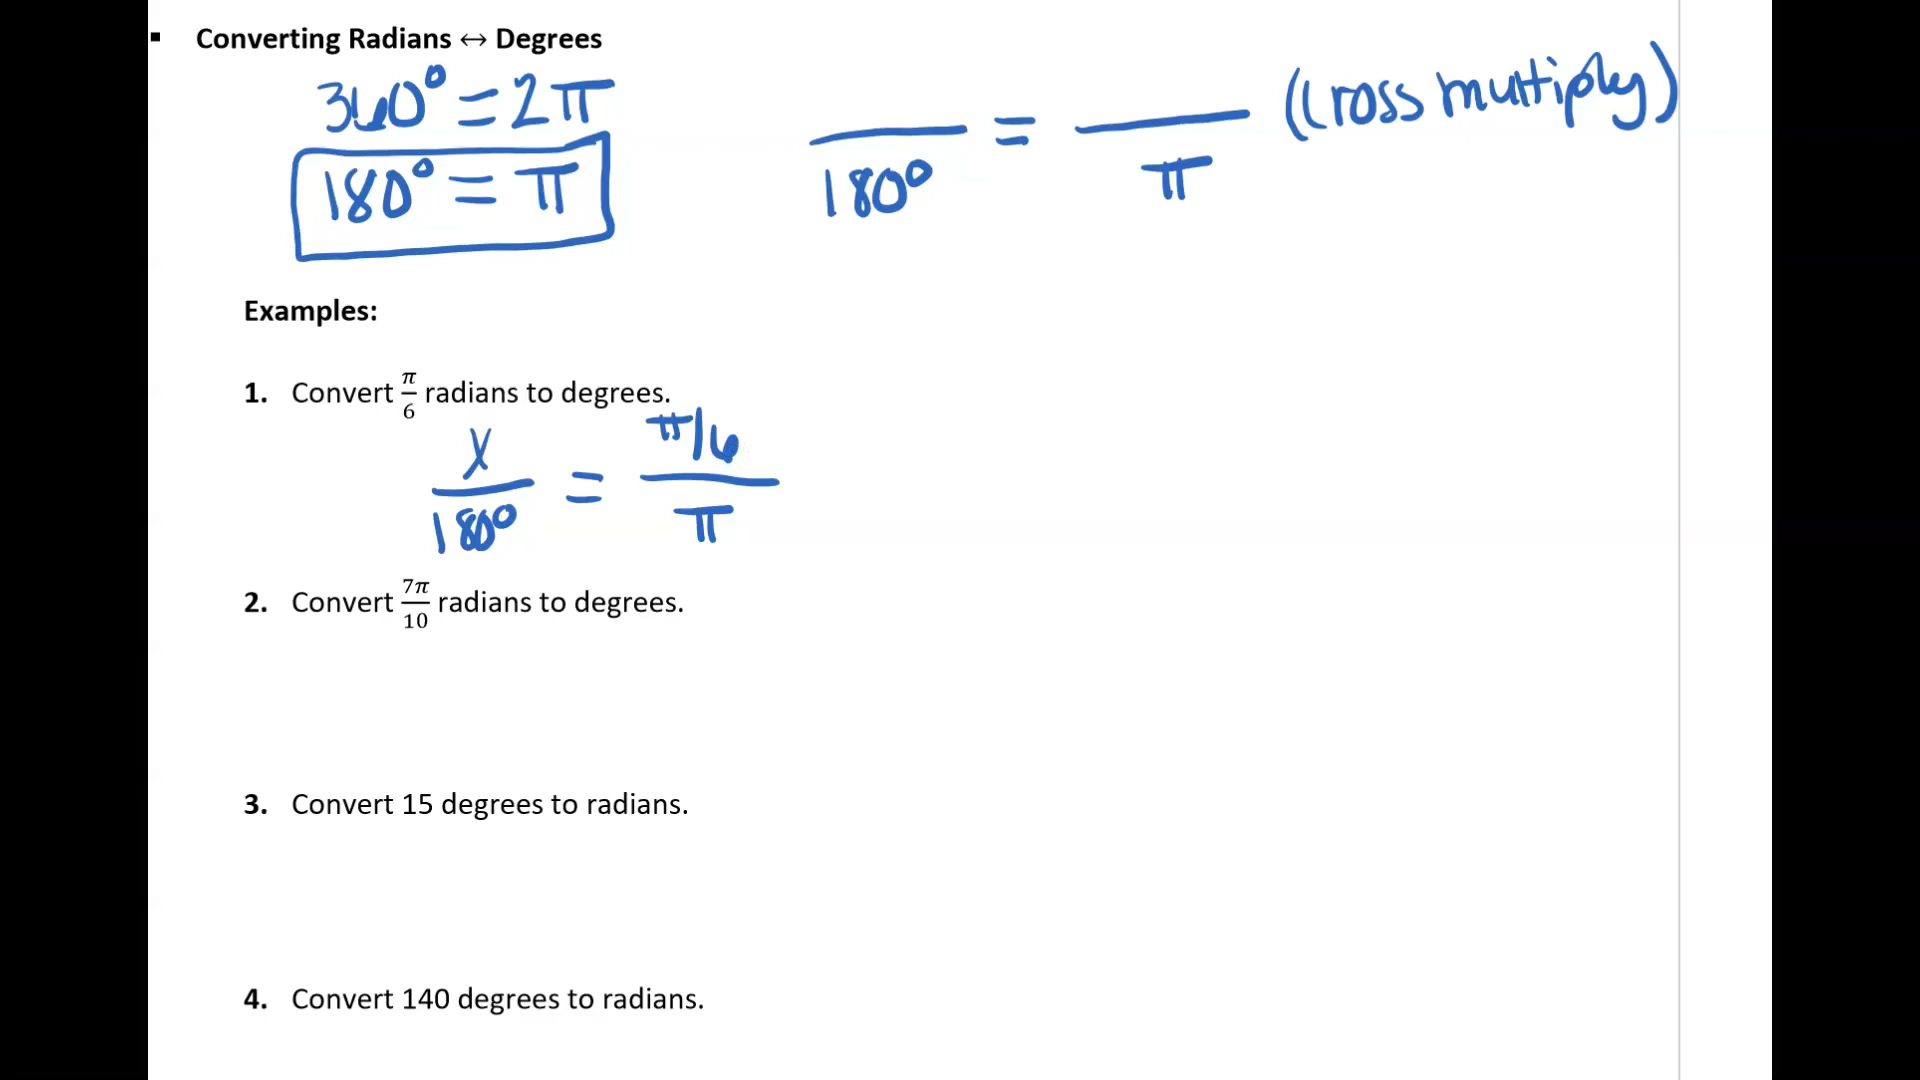 ▪ Converting Radians ↔ Degrees
360° = 2π
180° = π
/180° = /π (cross multiply)
Examples:
1. Convert π/6 radians to degrees.
x/180° = π/6/π
2. Convert 7π/10 radians to degrees.
3. Convert 15 degrees to radians.
4. Convert 140 degrees to radians.